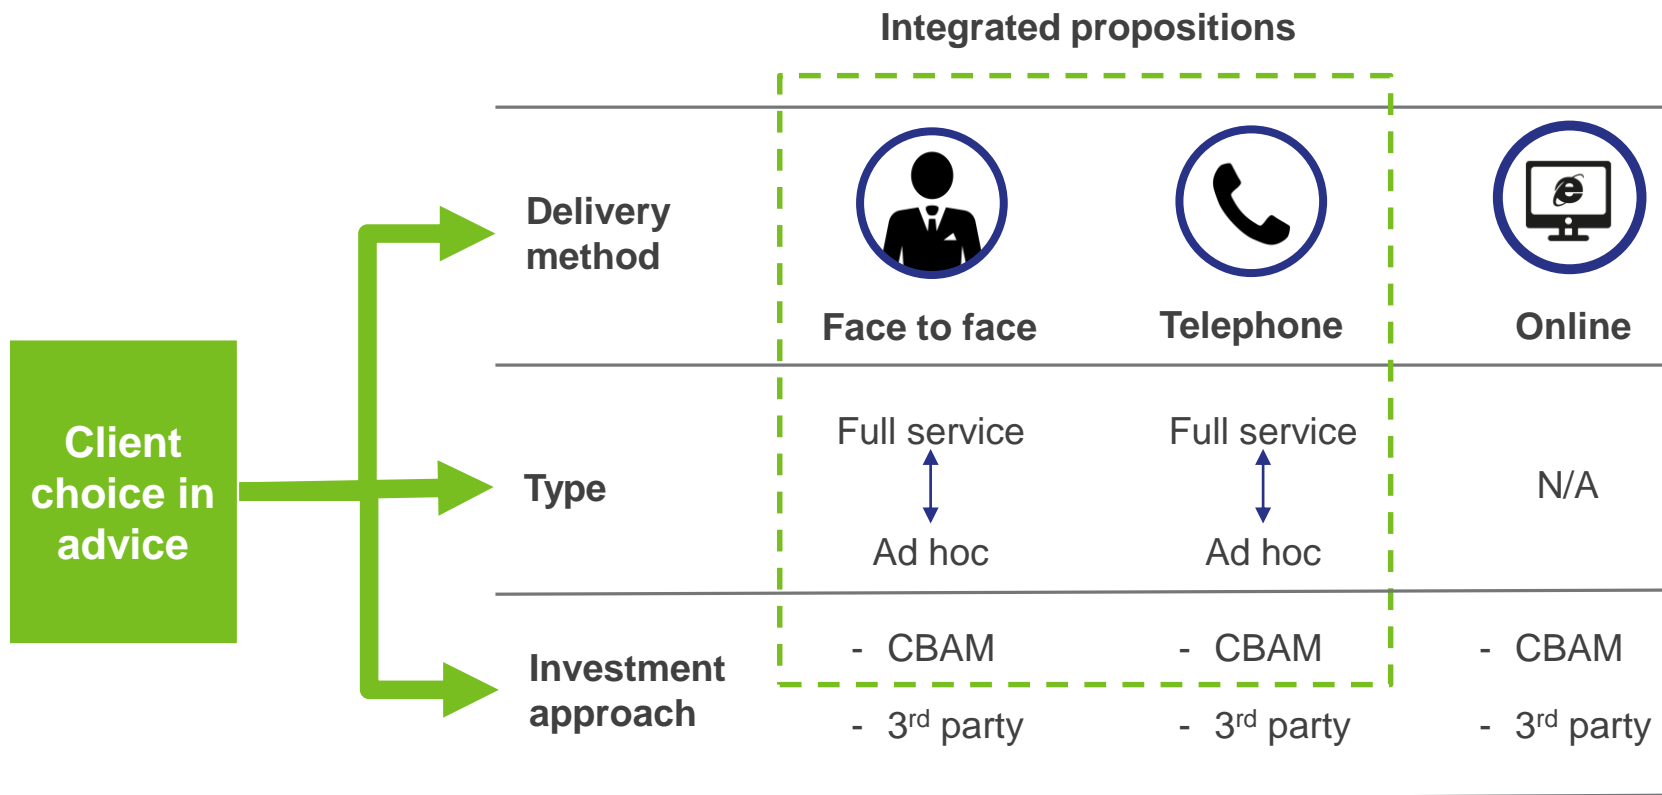 Integrated propositions
Delivery
method
Face to face
Telephone
Online
Client
choice in
advice
Type
Full service
Full service
N/A
Ad hoc
Ad hoc
Investment
approach
- CBAM
- CBAM
- CBAM
- 3rd party
- 3rd party
- 3rd party